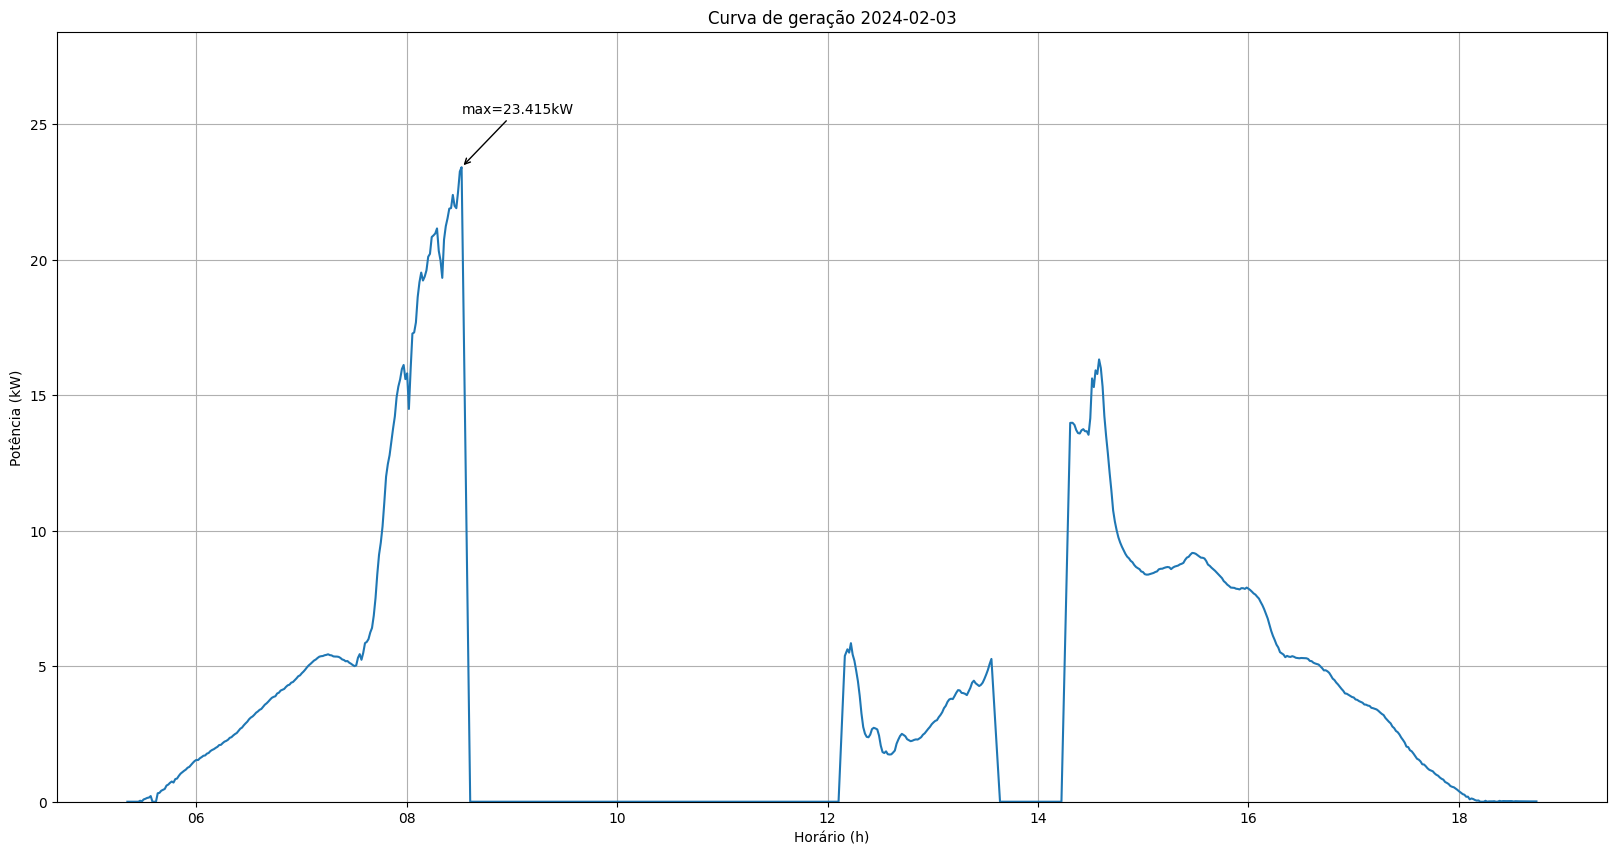 Curva de geração 2024-02-03
max=23.415kW
25
20
15
10
5
0
Potência (kW)
06 08 10 12 14 16 18
Horário (h)